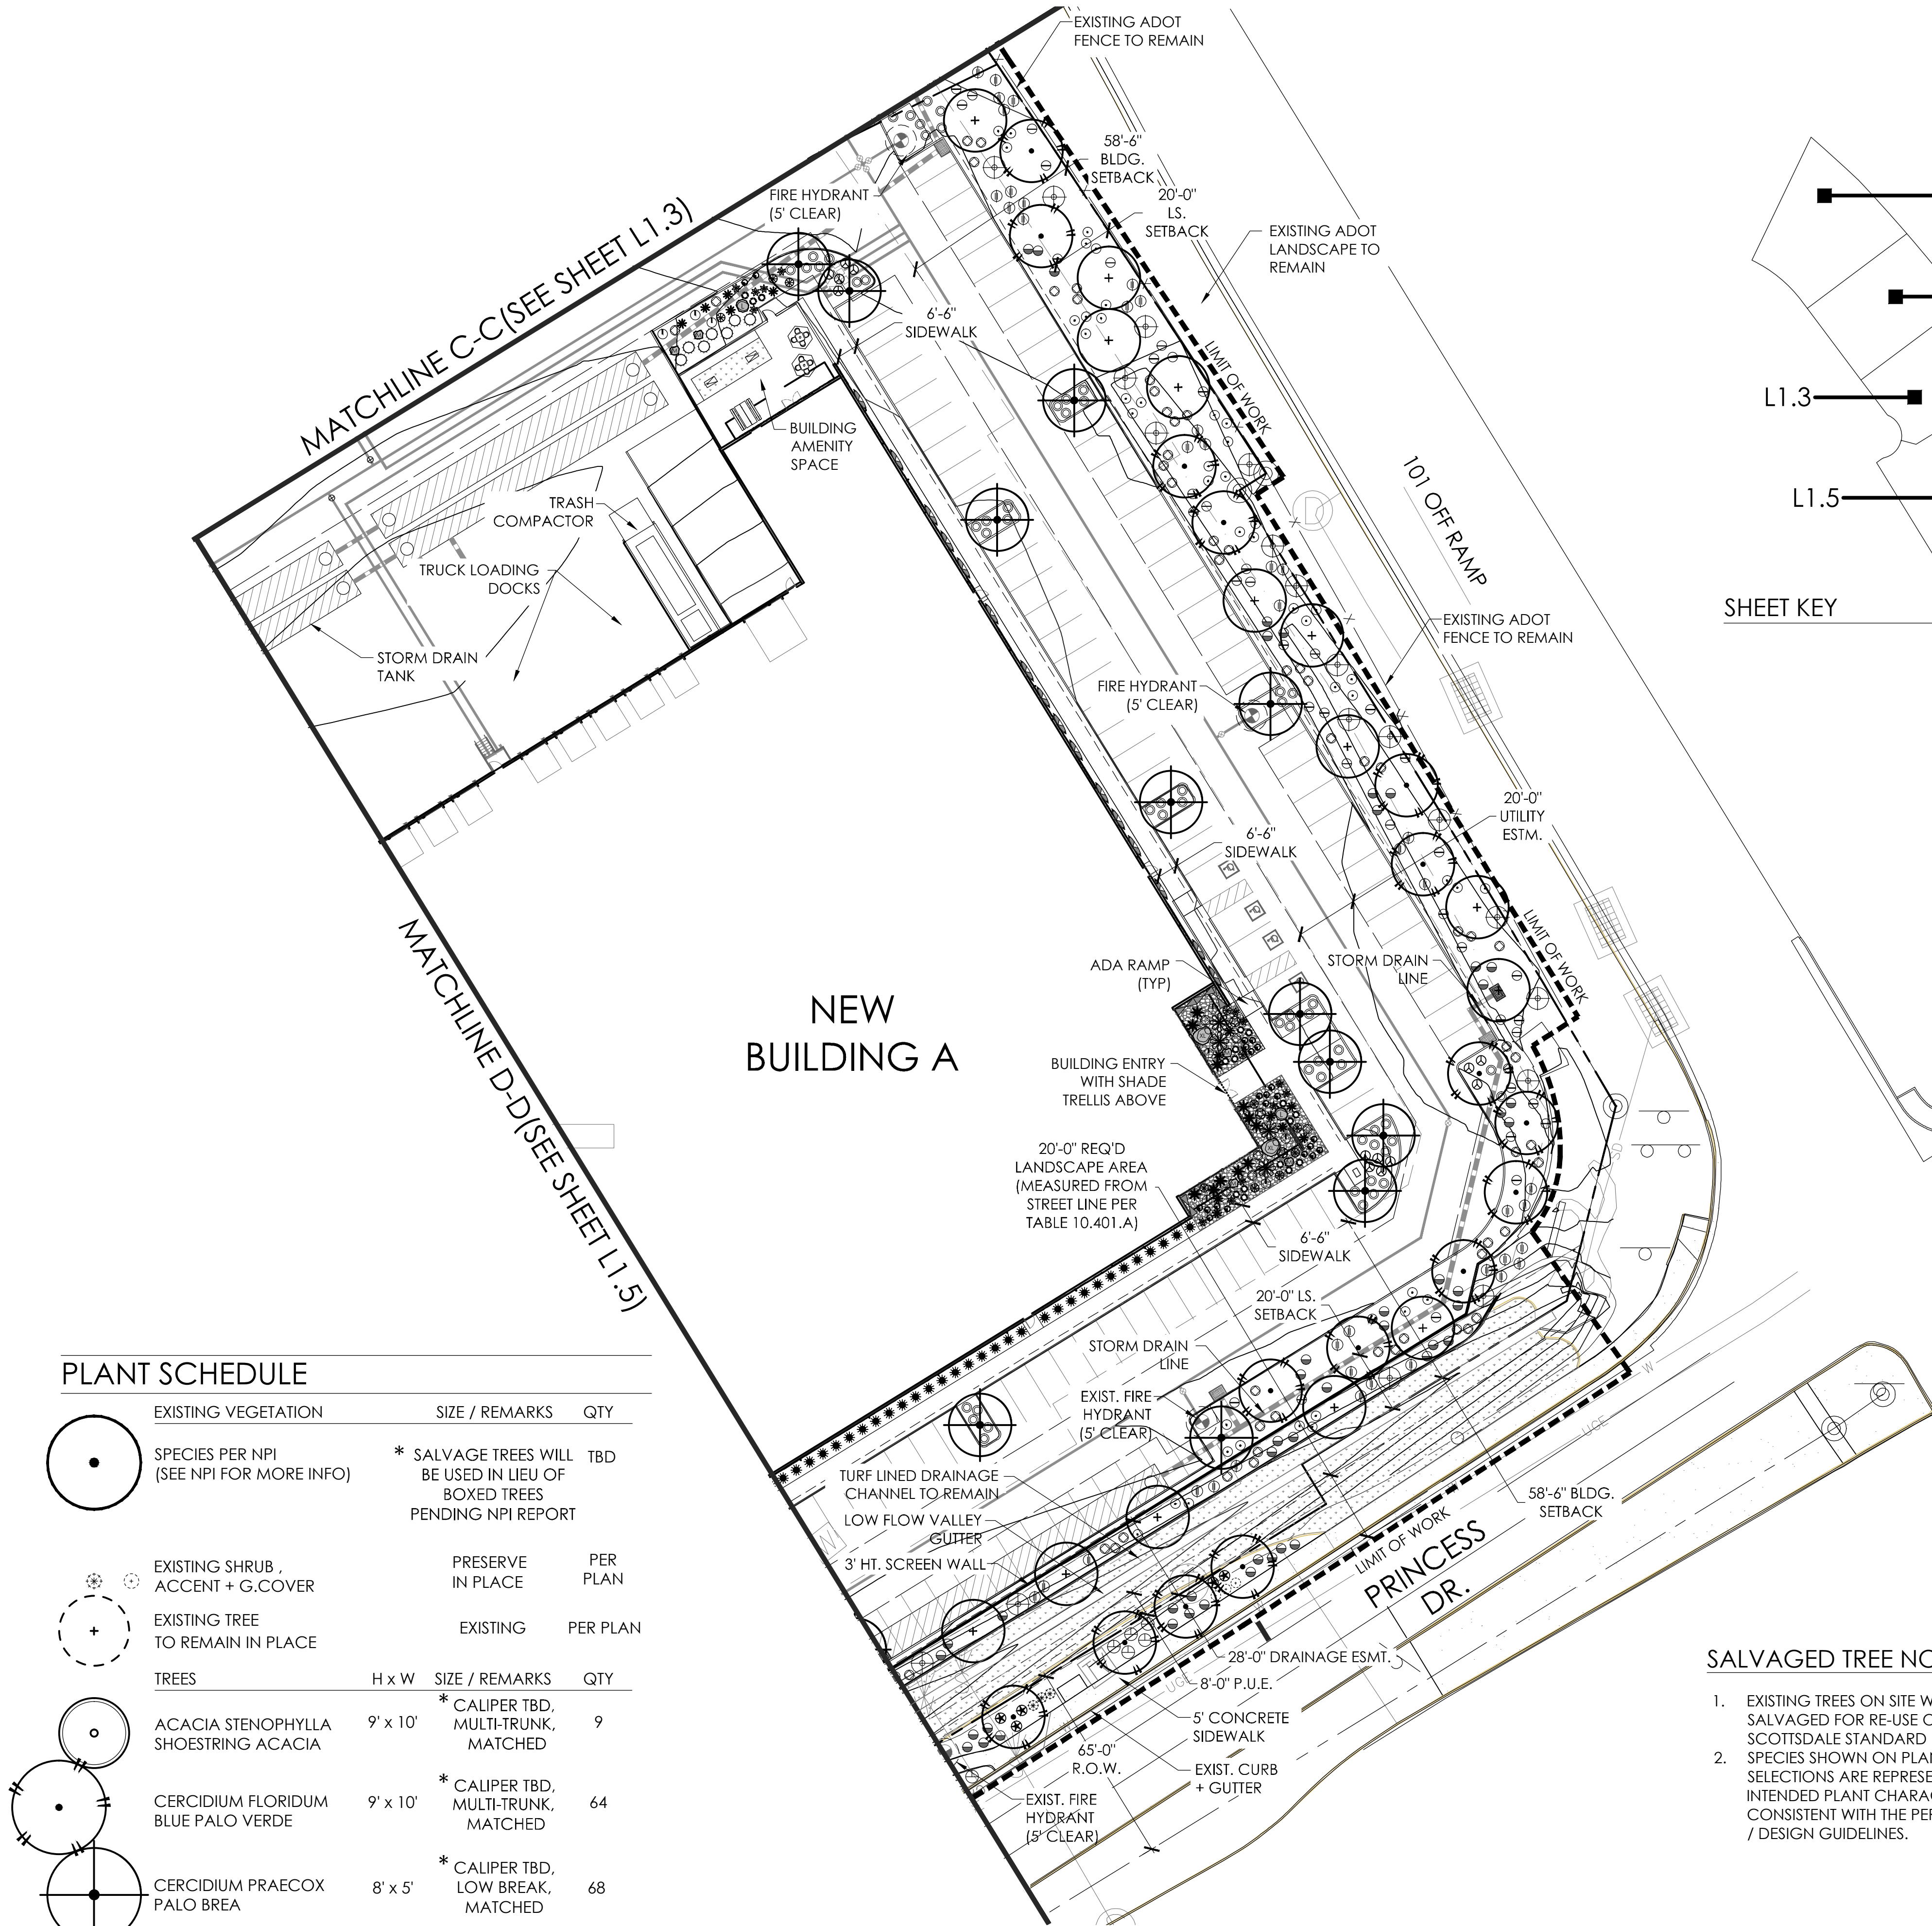 EXISTING ADOT
FENCE TO REMAIN
58'-6"
BLDG.
SETBACK
20'-0"
LS.
SETBACK
FIRE HYDRANT
(5' CLEAR)
EXISTING ADOT
LANDSCAPE TO
REMAIN
MATCHLINE C-C(SEE SHEET L1.3)
6'-6"
SIDEWALK
LIMIT OF WORK
BUILDING
AMENITY
SPACE
L1.3
L1.5
SHEET KEY
101 OFF RAMP
D
TRASH
COMPACTOR
TRUCK LOADING
DOCKS
STORM DRAIN
TANK
EXISTING ADOT
FENCE TO REMAIN
FIRE HYDRANT
(5' CLEAR)
20'-0"
UTILITY
ESTM.
6'-6"
SIDEWALK
LIMIT OF WORK
ADA RAMP
(TYP)
STORM DRAIN
LINE
MATCHLINE D-D(SEE SHEET L1.5)
NEW
BUILDING A
BUILDING ENTRY
WITH SHADE
TRELLIS ABOVE
20'-0" REQ'D
LANDSCAPE AREA
(MEASURED FROM
STREET LINE PER
TABLE 10.401.A)
SD
6'-6"
SIDEWALK
20'-0" LS.
SETBACK
STORM DRAIN
LINE
EXIST. FIRE
HYDRANT
(5' CLEAR)
W
UGE
TURF LINED DRAINAGE
CHANNEL TO REMAIN
LOW FLOW VALLEY
GUTTER
3' HT. SCREEN WALL
58'-6" BLDG.
SETBACK
LIMIT OF WORK
PRINCESS
DR.
28'-0" DRAINAGE ESMT.
8'-0" P.U.E.
UGE
5' CONCRETE
SIDEWALK
65'-0"
R.O.W.
EXIST. CURB
+ GUTTER
EXIST. FIRE
HYDRANT
(5' CLEAR)
PLANT SCHEDULE
EXISTING VEGETATION SIZE / REMARKS QTY
SPECIES PER NPI
(SEE NPI FOR MORE INFO)
* SALVAGE TREES WILL TBD
BE USED IN LIEU OF
BOXED TREES
PENDING NPI REPORT
EXISTING SHRUB ,
ACCENT + G.COVER
PRESERVE
IN PLACE
PER
PLAN
EXISTING TREE
TO REMAIN IN PLACE
EXISTING PER PLAN
TREES H x W SIZE / REMARKS QTY
ACACIA STENOPHYLLA
SHOESTRING ACACIA
9' x 10'
* CALIPER TBD,
MULTI-TRUNK,
MATCHED
9
CERCIDIUM FLORIDUM
BLUE PALO VERDE
9' x 10'
* CALIPER TBD,
MULTI-TRUNK,
MATCHED
64
CERCIDIUM PRAECOX
PALO BREA
8' x 5'
* CALIPER TBD,
LOW BREAK,
MATCHED
68
SALVAGED TREE NO
1. EXISTING TREES ON SITE W
SALVAGED FOR RE-USE O
SCOTTSDALE STANDARD
2. SPECIES SHOWN ON PLAN
SELECTIONS ARE REPRESE
INTENDED PLANT CHARAC
CONSISTENT WITH THE PER
/ DESIGN GUIDELINES.